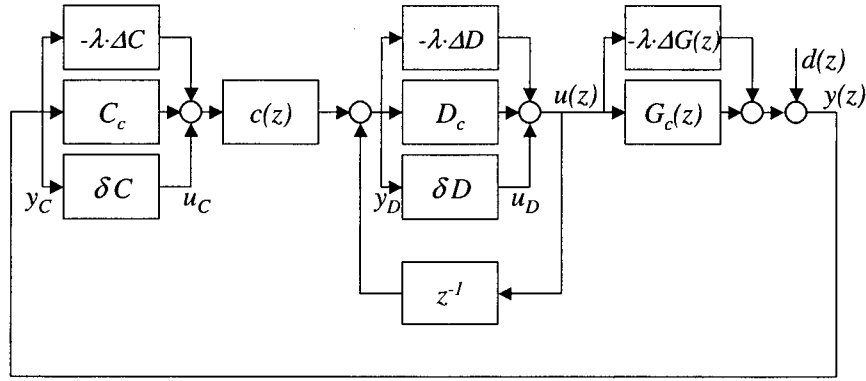 -λ·ΔC
-λ·ΔD
-λ·ΔG(z)
d(z)
C_c
c(z)
D_c
u(z)
G_c(z)
y(z)
y_C
δC
u_C
y_D
δD
u_D
z^{-1}